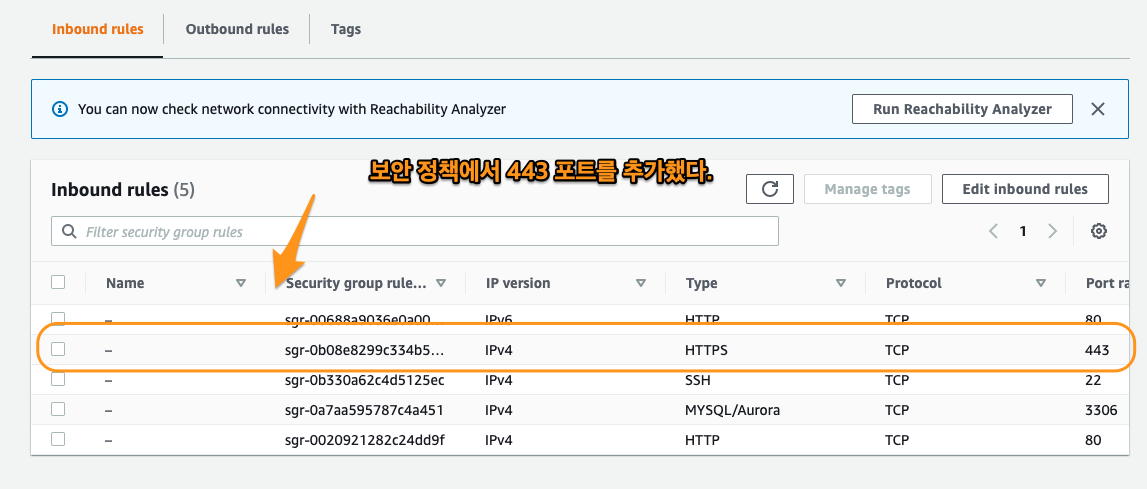 Inbound rules Outbound rules Tags
You can now check network connectivity with Reachability Analyzer Run Reachability Analyzer
보안 정책에서 443 포트를 추가했다.
Inbound rules (5) Manage tags Edit inbound rules
Filter security group rules 1
Name Security group rule... IP version Type Protocol Port ra
– sgr-00688a9036e0a00... IPv6 HTTP TCP 80
– sgr-0b08e8299c334b5... IPv4 HTTPS TCP 443
– sgr-0b330a62c4d5125ec IPv4 SSH TCP 22
– sgr-0a7aa595787c4a451 IPv4 MYSQL/Aurora TCP 3306
– sgr-0020921282c24dd9f IPv4 HTTP TCP 80